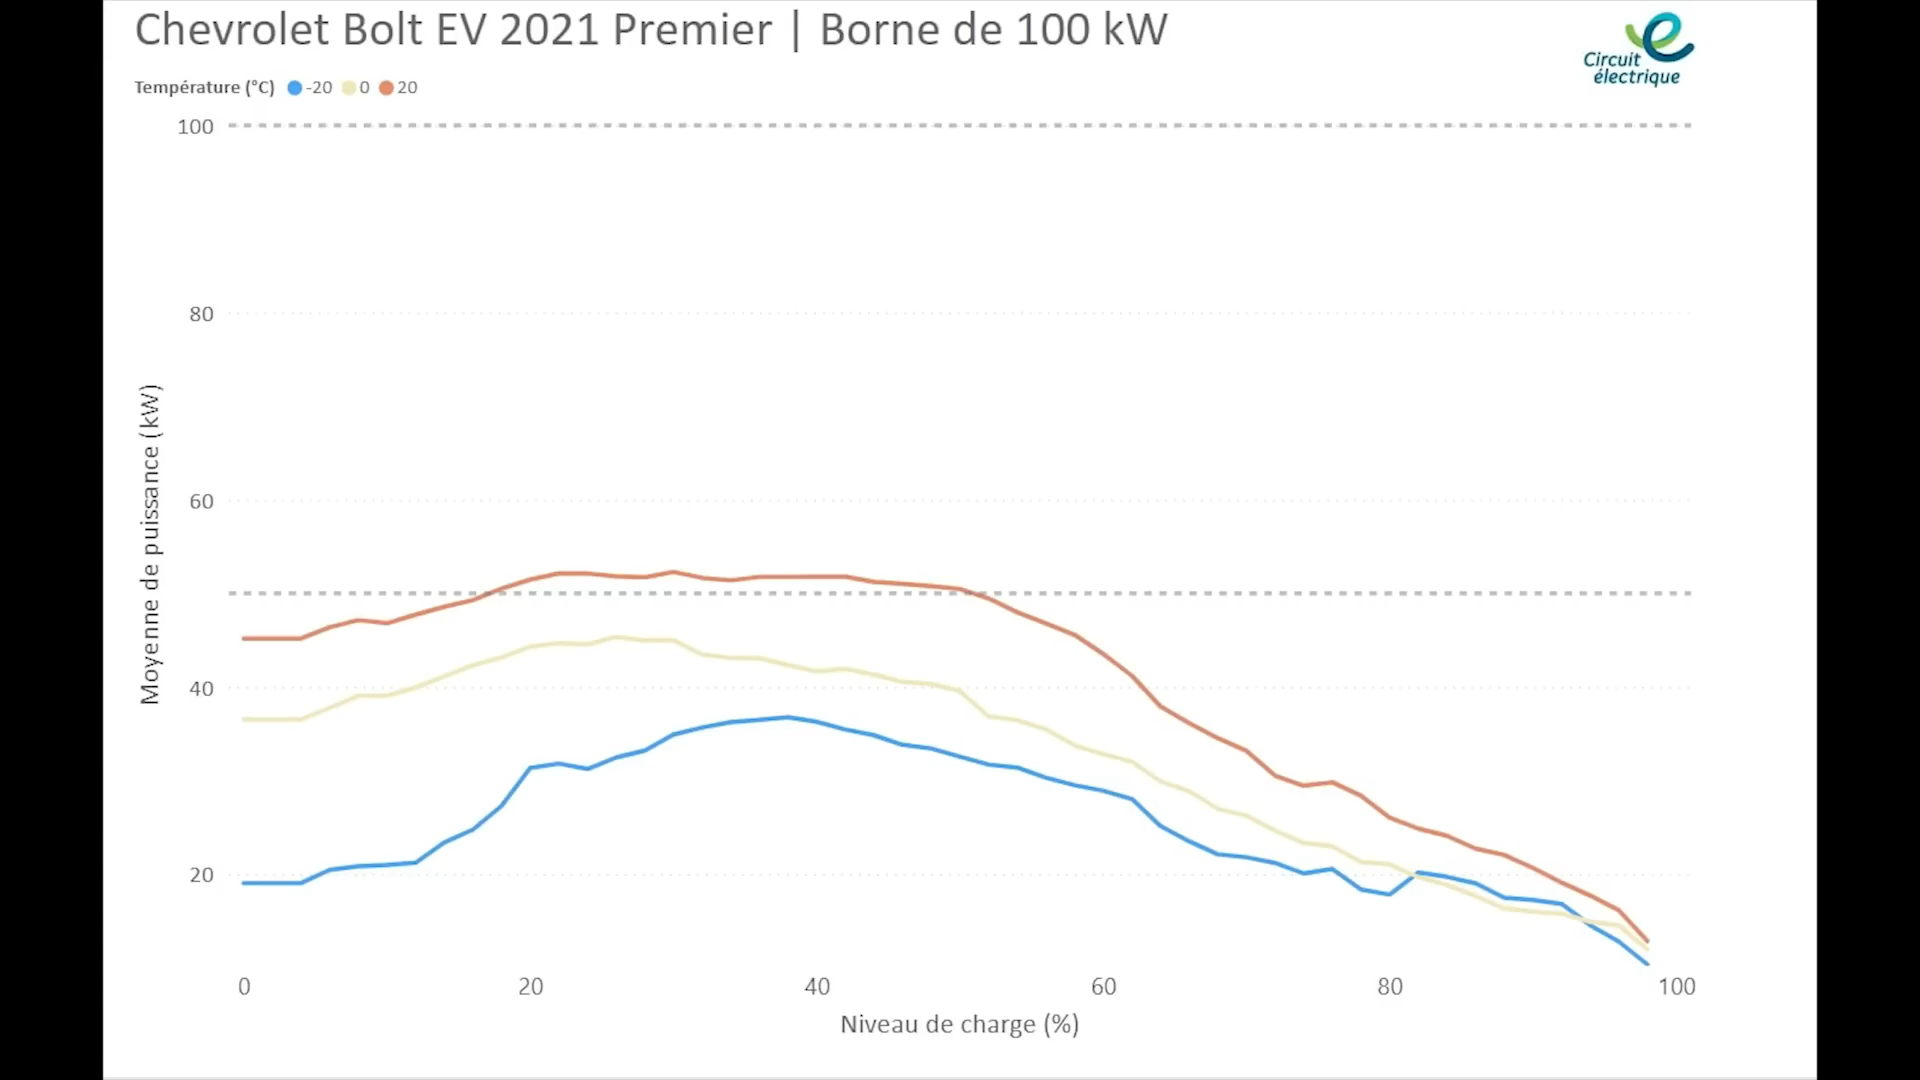 Chevrolet Bolt EV 2021 Premier | Borne de 100 kW
Circuit
électrique
Température (°C) -20 0 20
100
80
60
40
20
Moyenne de puissance (kW)
0 20 40 60 80 100
Niveau de charge (%)